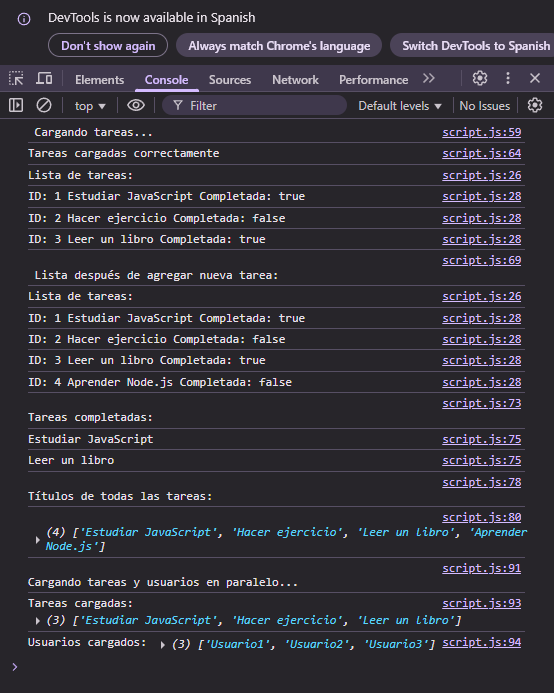 DevTools is now available in Spanish
Don't show again Always match Chrome's language Switch DevTools to Spanish
Elements Console Sources Network Performance
top Filter Default levels No Issues
Cargando tareas... script.js:59
Tareas cargadas correctamente script.js:64
Lista de tareas: script.js:26
ID: 1 Estudiar JavaScript Completada: true script.js:28
ID: 2 Hacer ejercicio Completada: false script.js:28
ID: 3 Leer un libro Completada: true script.js:28
script.js:69
Lista después de agregar nueva tarea:
Lista de tareas: script.js:26
ID: 1 Estudiar JavaScript Completada: true script.js:28
ID: 2 Hacer ejercicio Completada: false script.js:28
ID: 3 Leer un libro Completada: true script.js:28
ID: 4 Aprender Node.js Completada: false script.js:28
script.js:73
Tareas completadas:
Estudiar JavaScript script.js:75
Leer un libro script.js:75
script.js:78
Títulos de todas las tareas:
script.js:80
(4) ['Estudiar JavaScript', 'Hacer ejercicio', 'Leer un libro', 'Aprender
Node.js']
script.js:91
Cargando tareas y usuarios en paralelo...
Tareas cargadas: script.js:93
(3) ['Estudiar JavaScript', 'Hacer ejercicio', 'Leer un libro']
Usuarios cargados: (3) ['Usuario1', 'Usuario2', 'Usuario3'] script.js:94